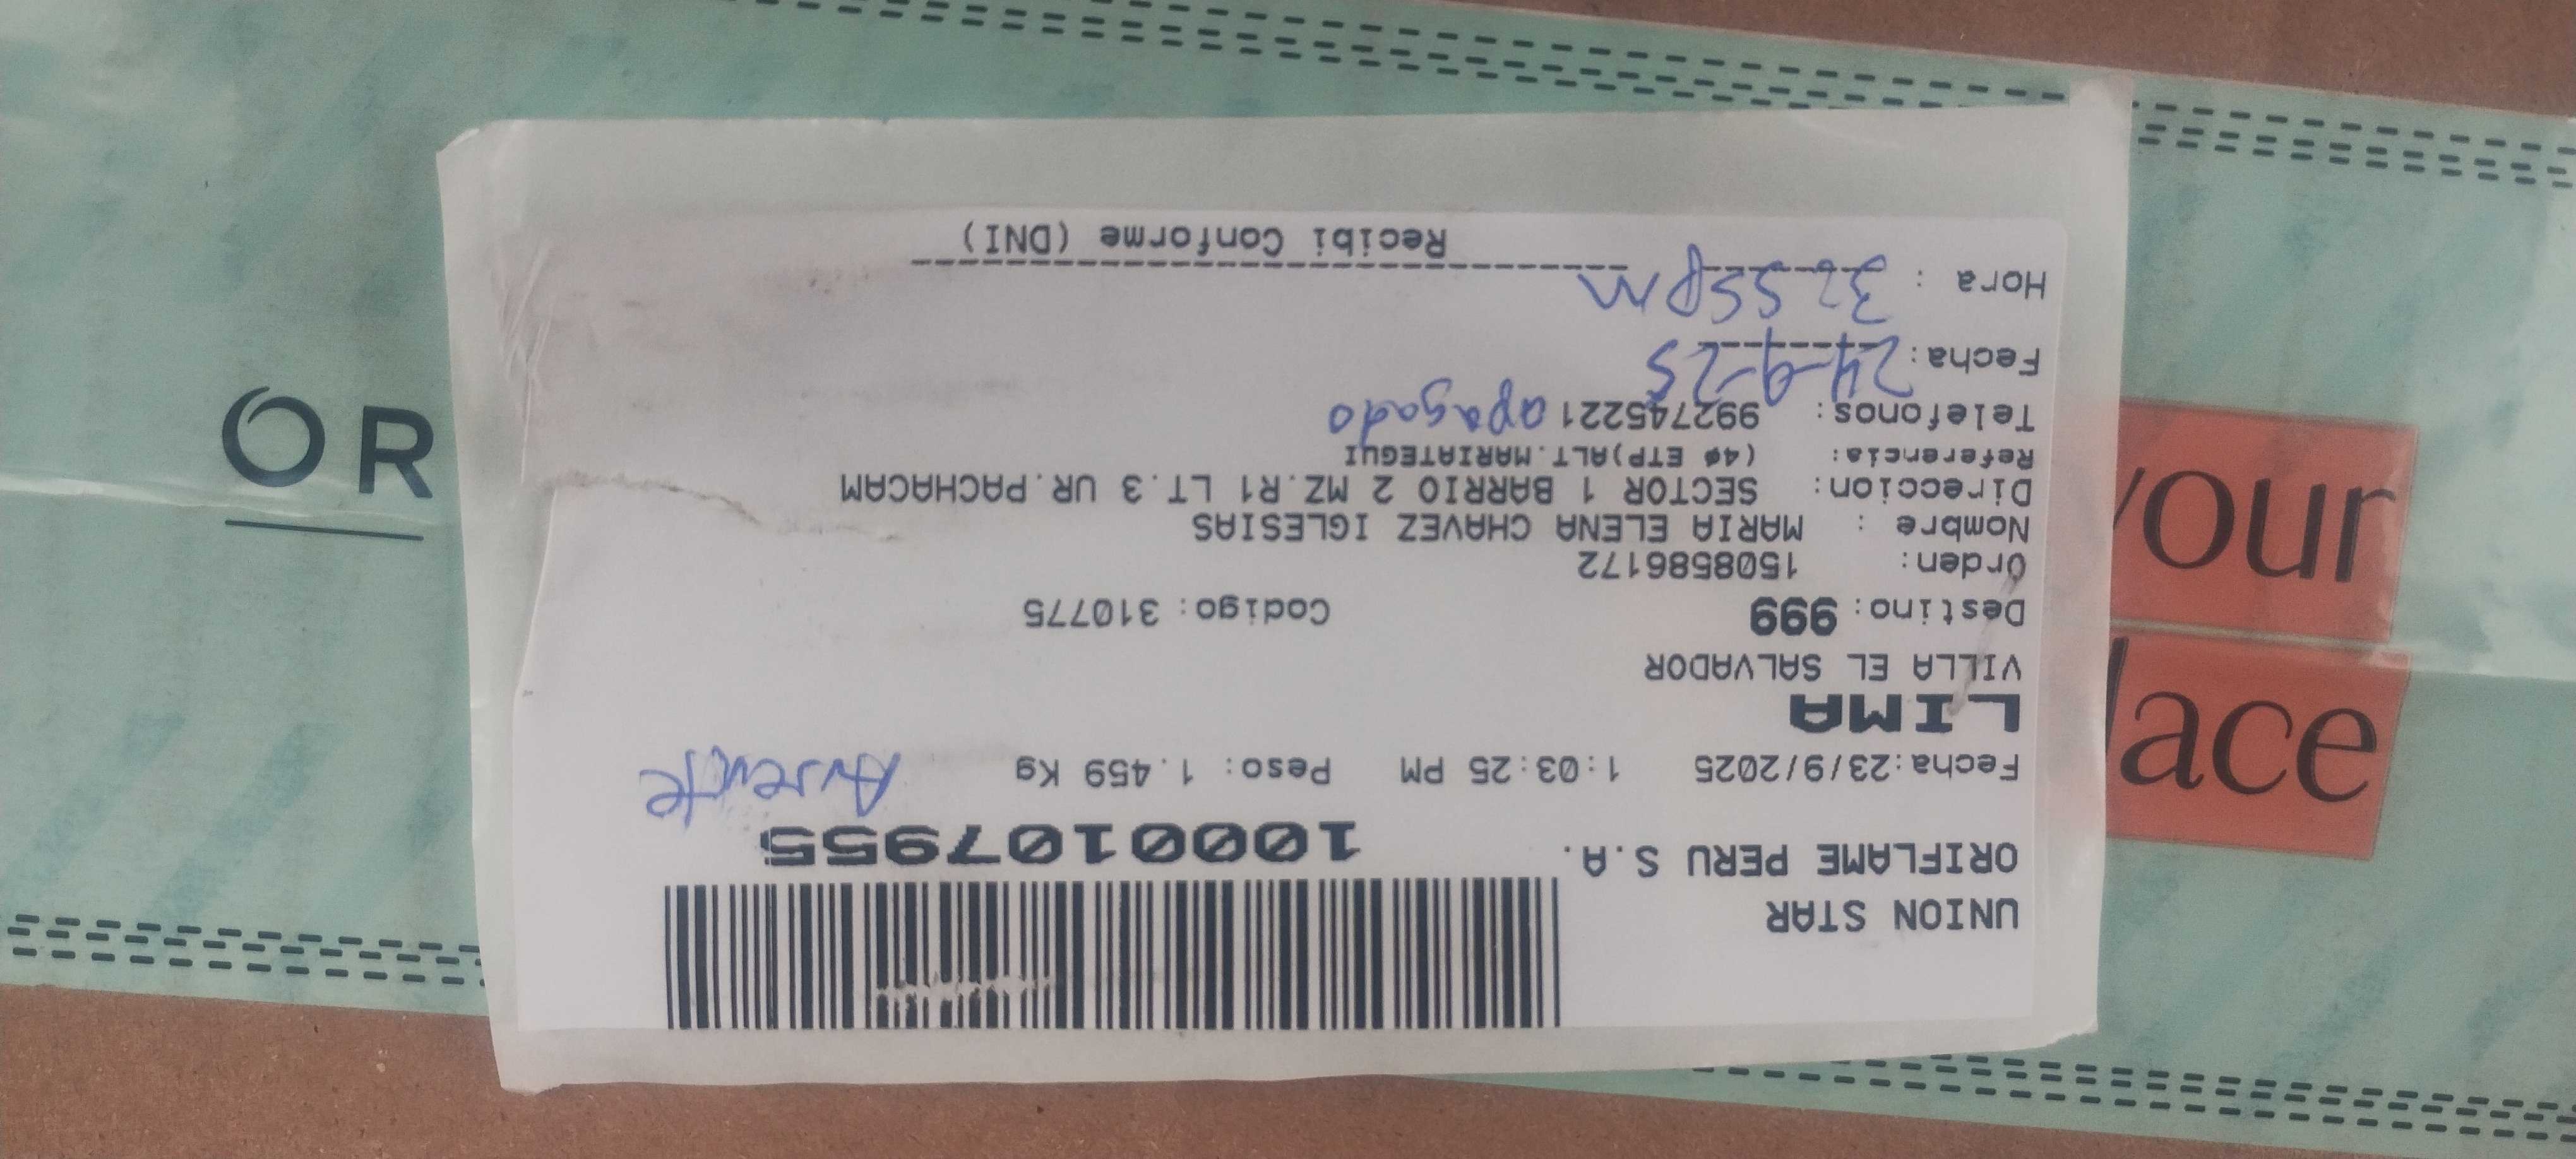 UNION STAR
ORIFLAME PERU S.A.
1000107955
Ausente
Fecha:23/9/2025 1:03:25 PM Peso: 1.459 Kg
LIMA
VILLA EL SALVADOR
Destino: 999 Codigo: 310775
Orden: 1508586172
Nombre : MARIA ELENA CHAVEZ IGLESIAS
Direccion: SECTOR 1 BARRIO 2 MZ.R1 LT.3 UR.PACHACAM
Referencia: (4ø ETP)ALT.MARIATEGUI
Telefonos: 992745221 apagado
Fecha: 24-9-25
Hora : 3:55pm
Recibi Conforme (DNI)
OR
your
lace